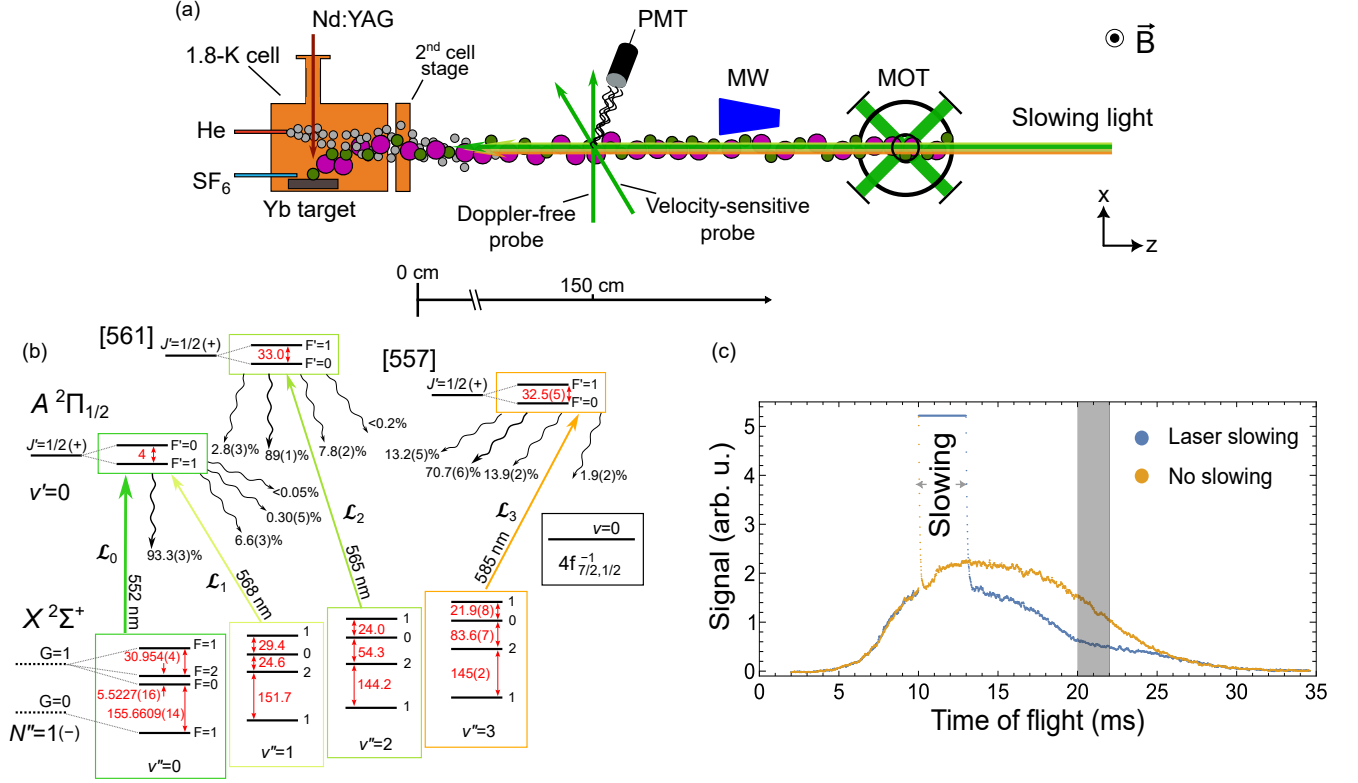 (a)
Nd:YAG
PMT
B
1.8-K cell
2nd cell
stage
MW
MOT
He
Slowing light
SF6
Yb target
Doppler-free
probe
Velocity-sensitive
probe
x
z
0 cm
150 cm
(b)
[561]
J'=1/2(+)
33.0
F'=1
F'=0
[557]
J'=1/2(+)
32.5(5)
F'=1
F'=0
A 2Π1/2
J'=1/2(+)
4
F'=0
F'=1
v'=0
2.8(3)%
89(1)%
7.8(2)%
<0.2%
13.2(5)%
70.7(6)%
13.9(2)%
1.9(2)%
<0.05%
0.30(5)%
6.6(3)%
93.3(3)%
ℒ0
552 nm
ℒ1
568 nm
ℒ2
565 nm
ℒ3
585 nm
v=0
4f-1 7/2,1/2
X 2Σ+
G=1
G=0
N''=1(-)
30.954(4)
5.5227(16)
155.6609(14)
F=1
F=2
F=0
F=1
v''=0
29.4
24.6
151.7
1
0
2
1
v''=1
24.0
54.3
144.2
1
0
2
1
v''=2
21.9(8)
83.6(7)
145(2)
1
0
2
1
v''=3
(c)
Signal (arb. u.)
5
4
3
2
1
0
Slowing
Laser slowing
No slowing
0
5
10
15
20
25
30
35
Time of flight (ms)